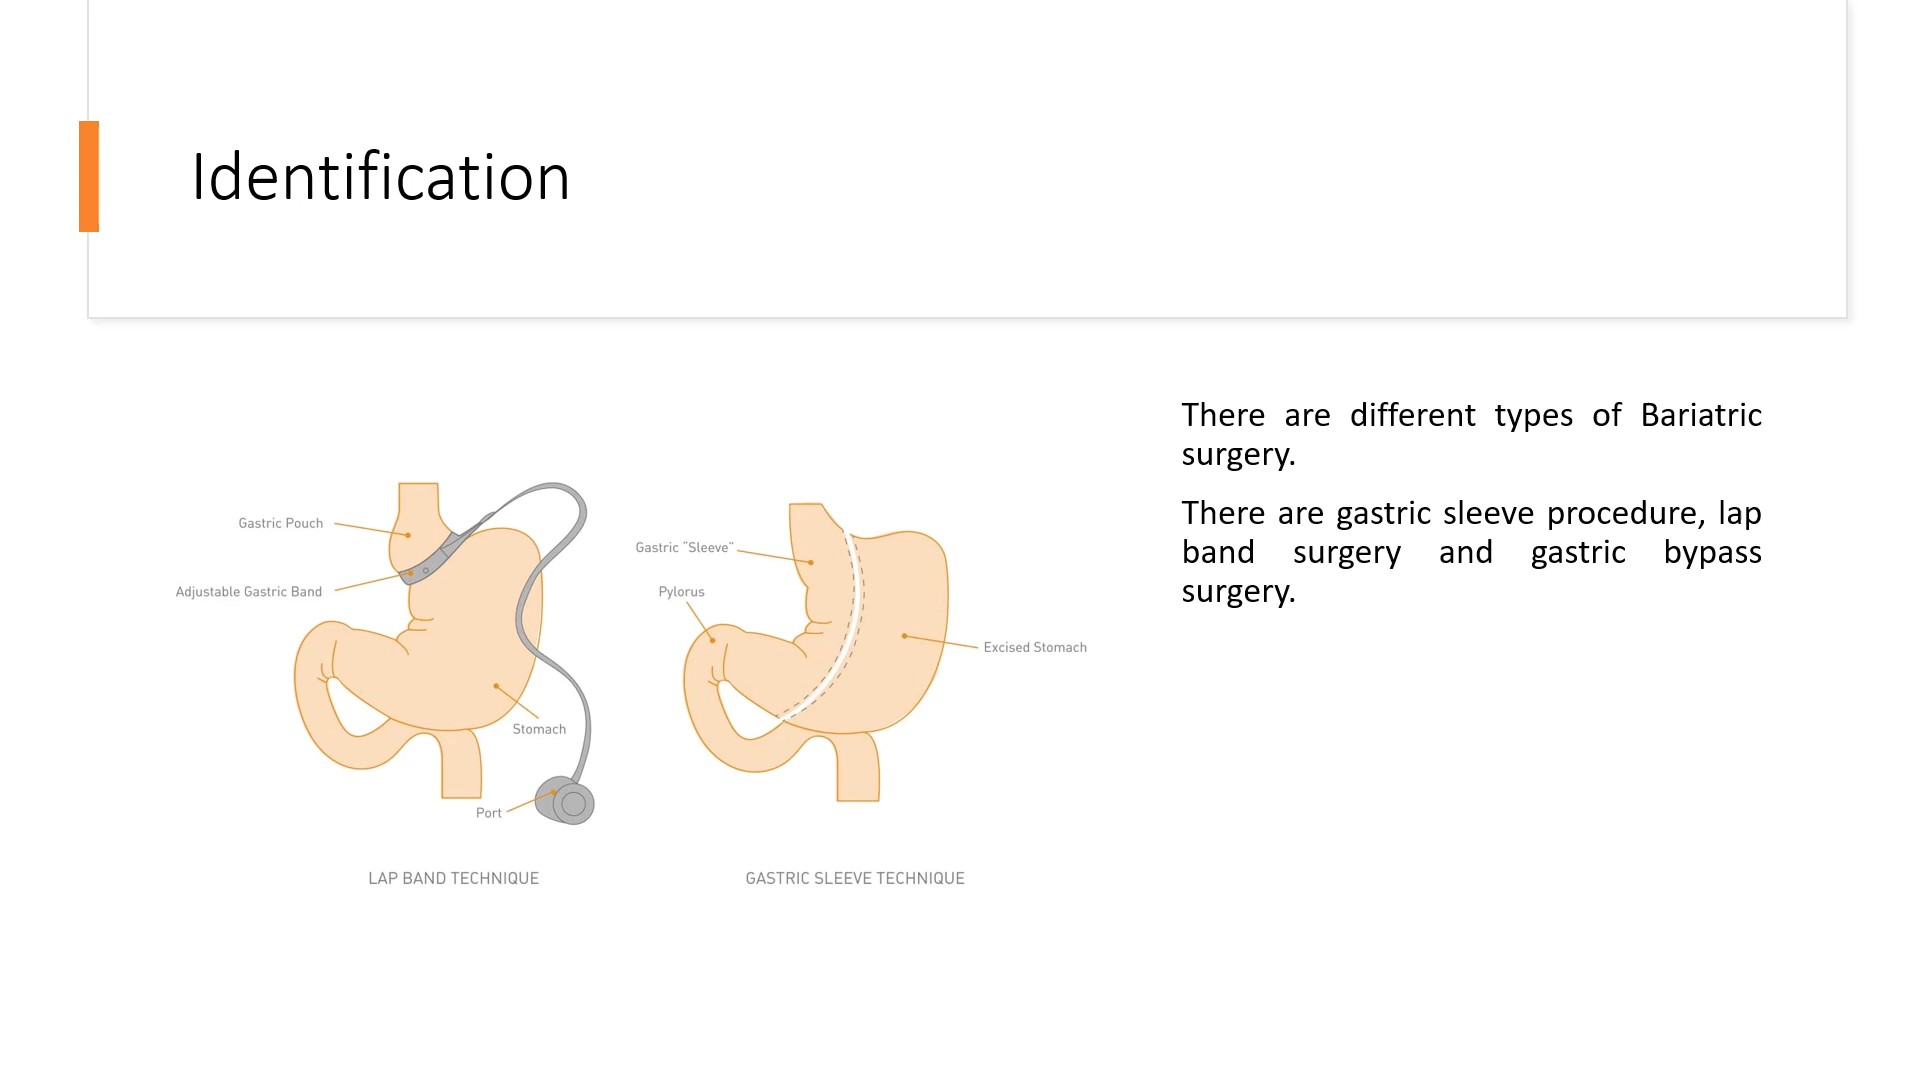 Identification
Gastric Pouch
Adjustable Gastric Band
Stomach
Port
LAP BAND TECHNIQUE
Gastric "Sleeve"
Pylorus
Excised Stomach
GASTRIC SLEEVE TECHNIQUE
There are different types of Bariatric
surgery.
There are gastric sleeve procedure, lap
band surgery and gastric bypass
surgery.